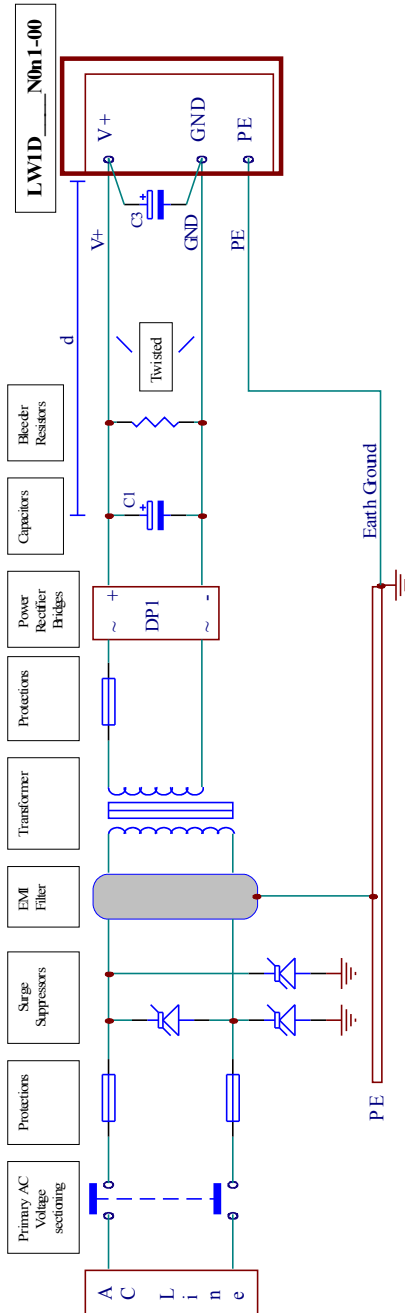 LW1D____N0n1-00
Primary AC
Voltage
sectioning
Protections
Surge
Suppressors
EMI
Filter
Transformer
Protections
Power
Rectifier
Bridges
Capacitors
Bleeder
Resistors
d
AC Line
~ +
DP1
~ -
C1
+
Twisted
V+
C3
+
GND
PE
V+
GND
PE
Earth Ground
PE